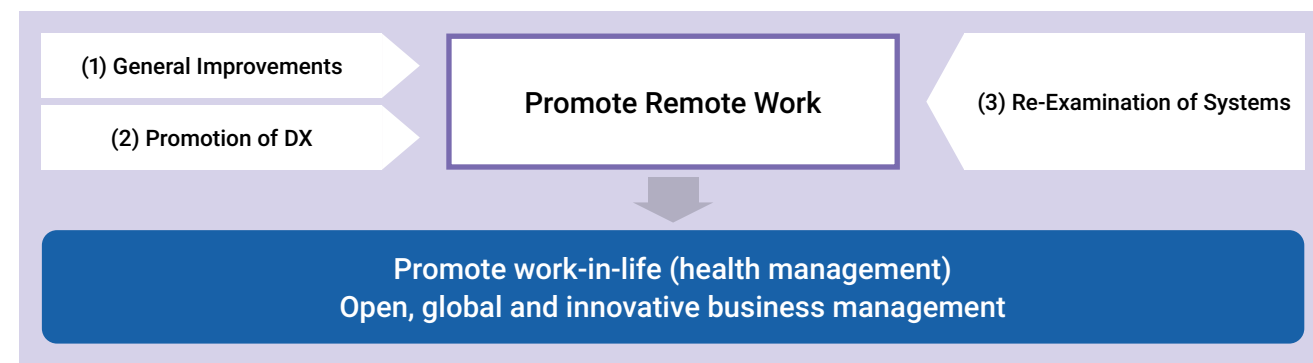 (1) General Improvements
(2) Promotion of DX
Promote Remote Work
(3) Re-Examination of Systems
Promote work-in-life (health management)
Open, global and innovative business management